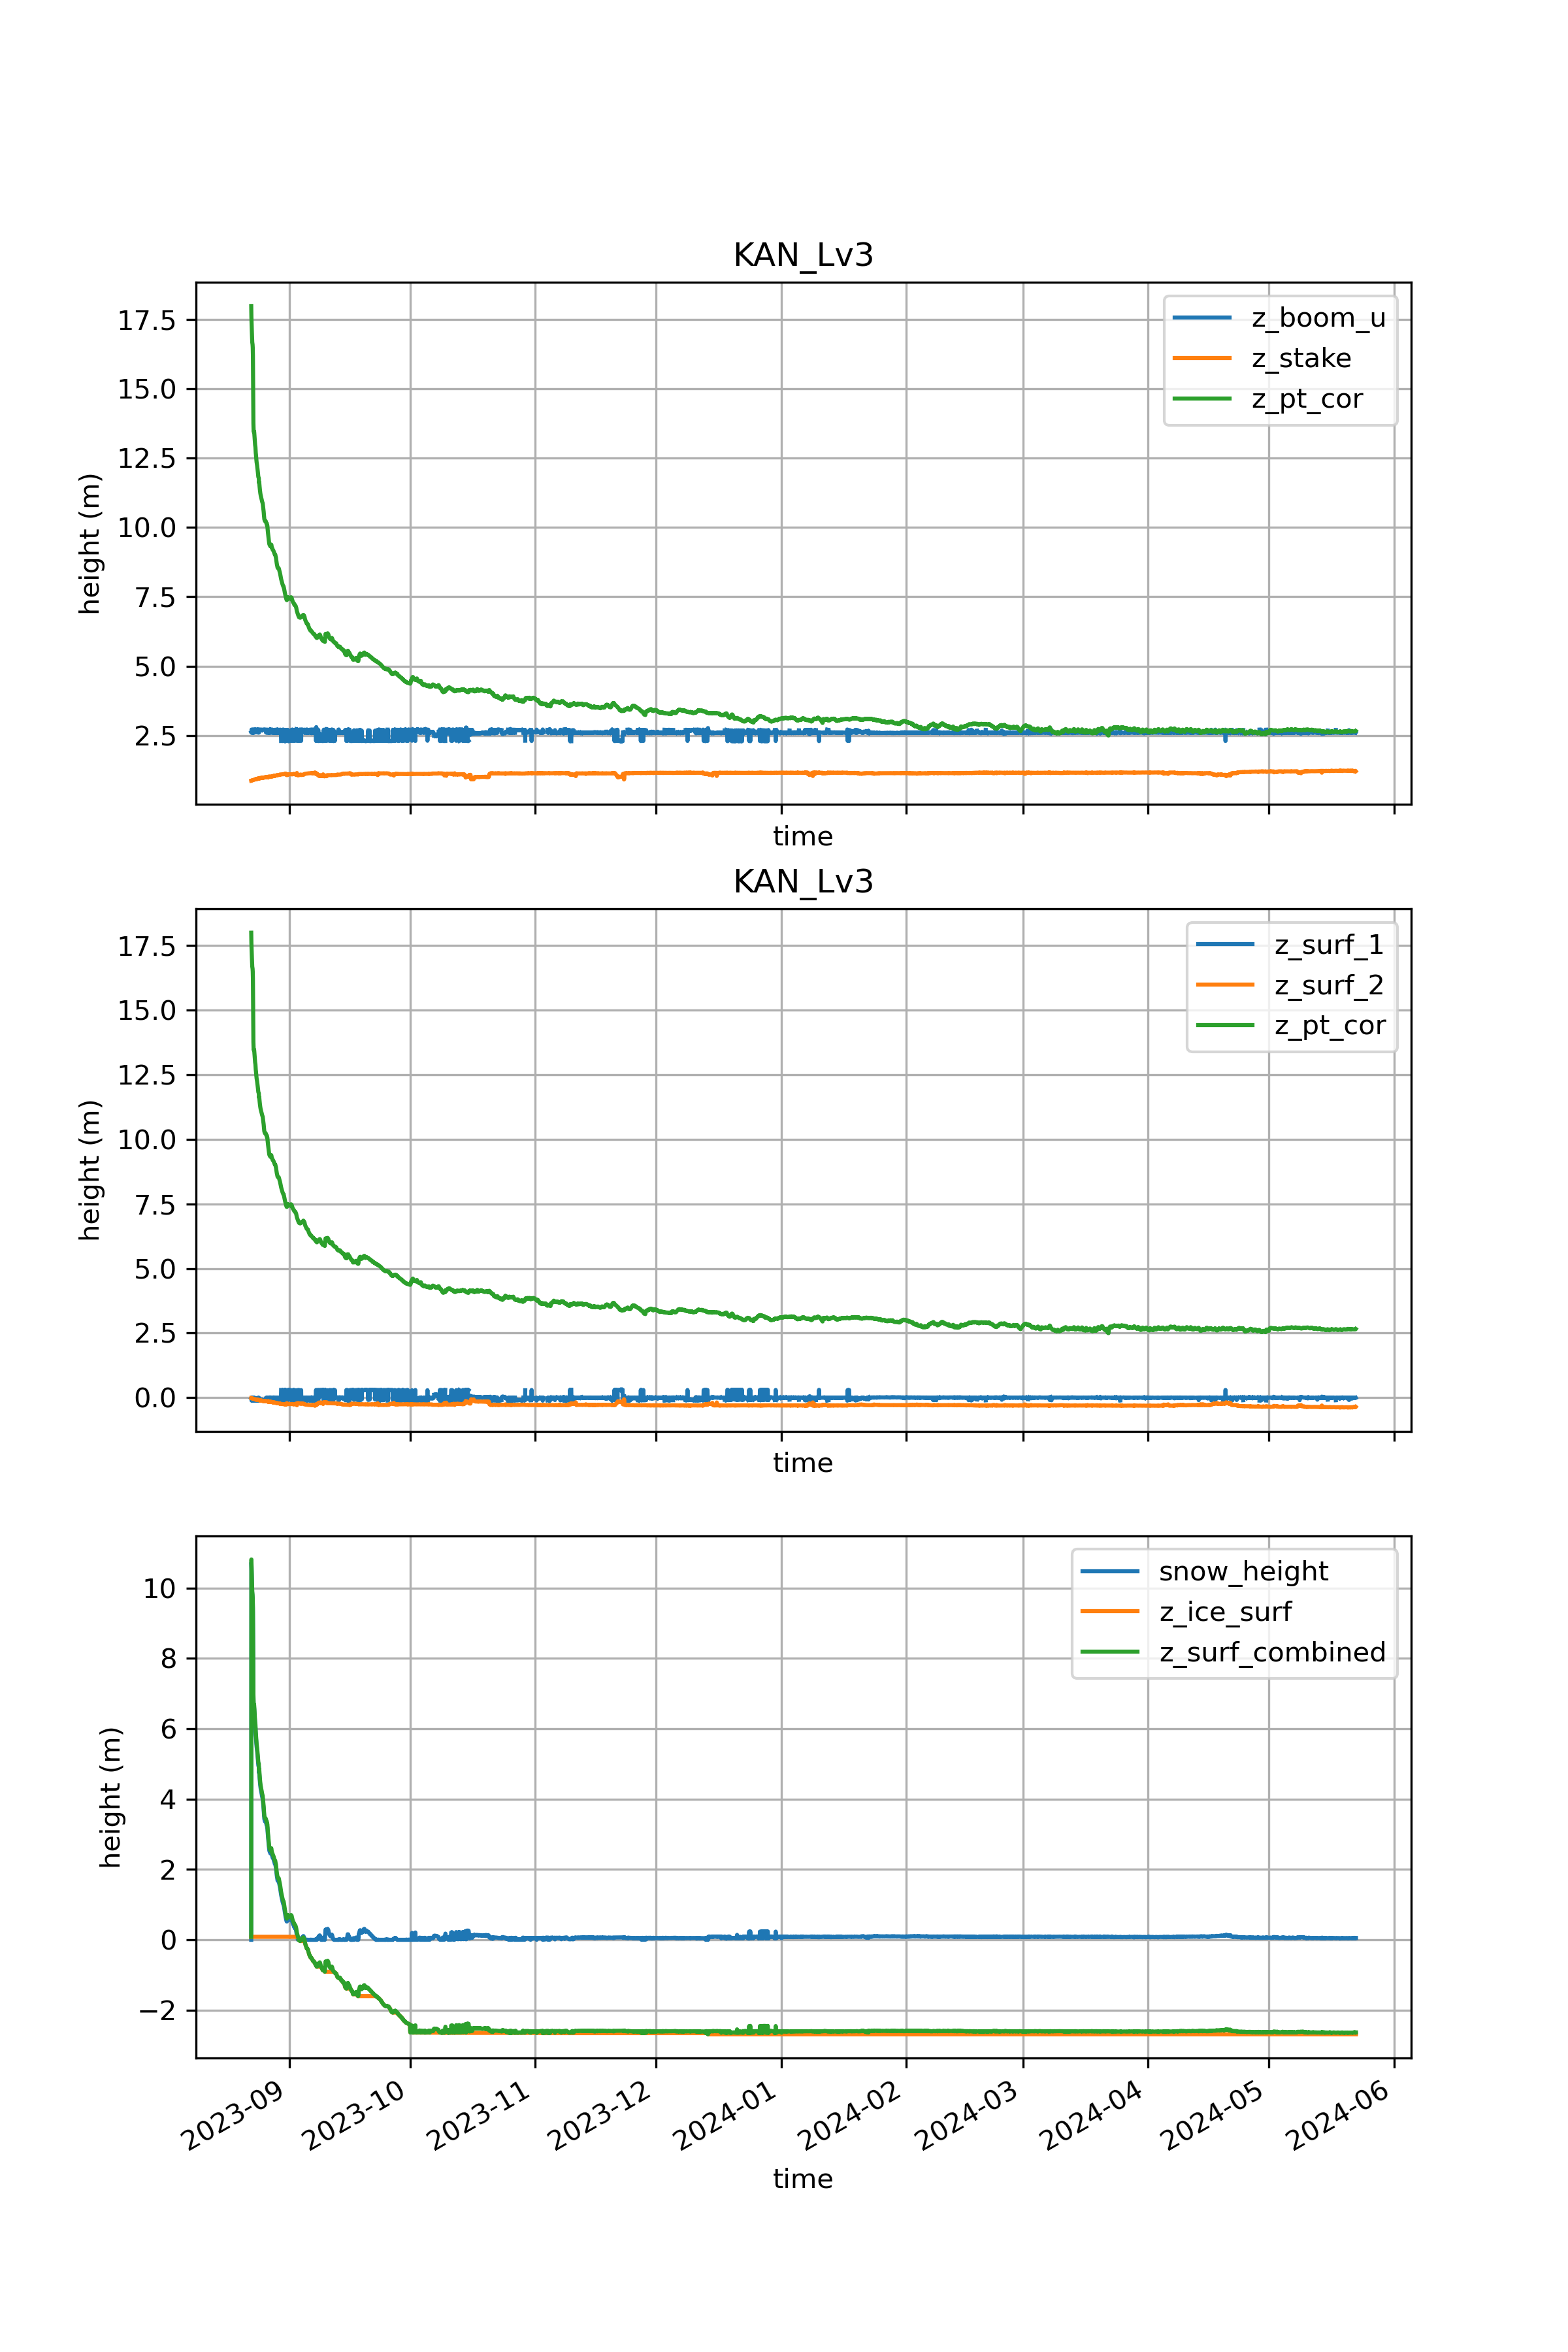 KAN_Lv3
17.5
15.0
12.5
10.0
7.5
5.0
2.5
height (m)
z_boom_u
z_stake
z_pt_cor
time
KAN_Lv3
17.5
15.0
12.5
10.0
7.5
5.0
2.5
0.0
height (m)
z_surf_1
z_surf_2
z_pt_cor
time
10
8
6
4
2
0
−2
height (m)
snow_height
z_ice_surf
z_surf_combined
2023-09
2023-10
2023-11
2023-12
2024-01
2024-02
2024-03
2024-04
2024-05
2024-06
time